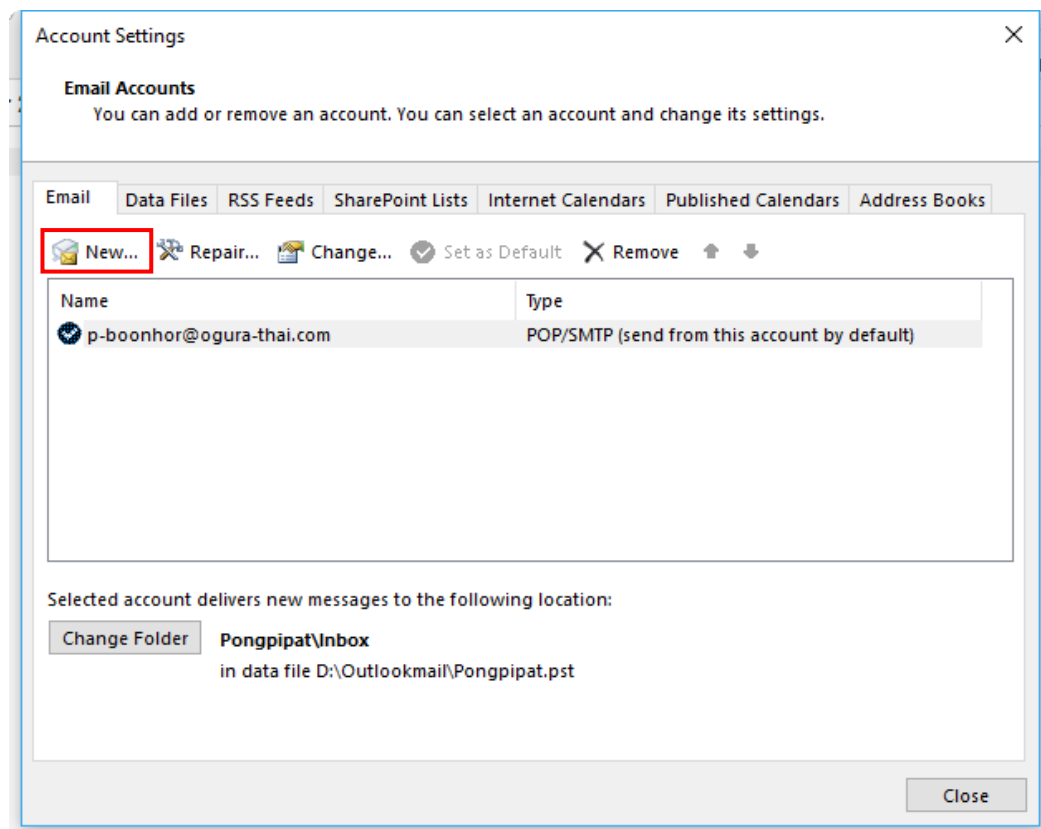 Account Settings
Email Accounts
You can add or remove an account. You can select an account and change its settings.
Email Data Files RSS Feeds SharePoint Lists Internet Calendars Published Calendars Address Books
New... Repair... Change... Set as Default Remove
Name Type
p-boonhor@ogura-thai.com POP/SMTP (send from this account by default)
Selected account delivers new messages to the following location:
Change Folder Pongpipat\Inbox
in data file D:\Outlookmail\Pongpipat.pst
Close